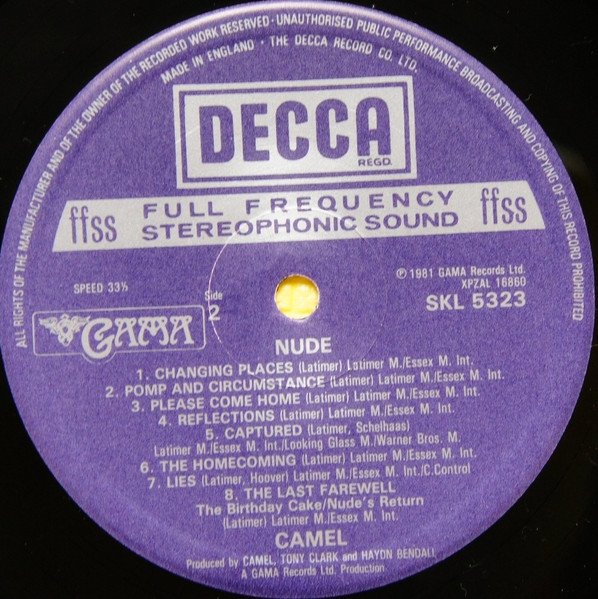 ALL RIGHTS OF THE MANUFACTURER AND OF THE OWNER OF THE RECORDED WORK RESERVED · UNAUTHORISED PUBLIC PERFORMANCE BROADCASTING AND COPYING OF THIS RECORD PROHIBITED
MADE IN ENGLAND · THE DECCA RECORD CO. LTD.
DECCA
REGD.
ffss FULL FREQUENCY STEREOPHONIC SOUND ffss
SPEED 33⅓
℗ 1981 GAMA Records Ltd.
XPZAL 16860
SKL 5323
Side
2
GAMA
NUDE
1. CHANGING PLACES (Latimer) Latimer M./Essex M. Int.
2. POMP AND CIRCUMSTANCE (Latimer) Latimer M./Essex M. Int.
3. PLEASE COME HOME (Latimer) Latimer M./Essex M. Int.
4. REFLECTIONS (Latimer) Latimer M./Essex M. Int.
5. CAPTURED (Latimer, Schelhaas)
Latimer M./Essex M. Int./Looking Glass M./Warner Bros. M.
6. THE HOMECOMING (Latimer) Latimer M./Essex M. Int.
7. LIES (Latimer, Hoover) Latimer M./Essex M. Int./C.Control
8. THE LAST FAREWELL
The Birthday Cake/Nude's Return
(Latimer) Latimer M./Essex M. Int.
CAMEL
Produced by CAMEL, TONY CLARK and HAYDN BENDALL
A GAMA Records Ltd. Production